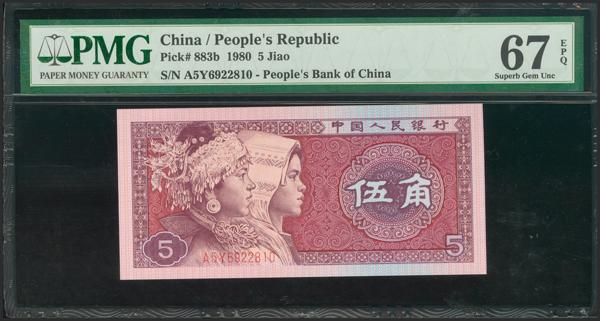 PMG
PAPER MONEY GUARANTY
China / People's Republic
Pick# 883b 1980 5 Jiao
S/N A5Y6922810 - People's Bank of China
67 EPQ
Superb Gem Unc
中国人民银行
伍角
5
A5Y6922810
5